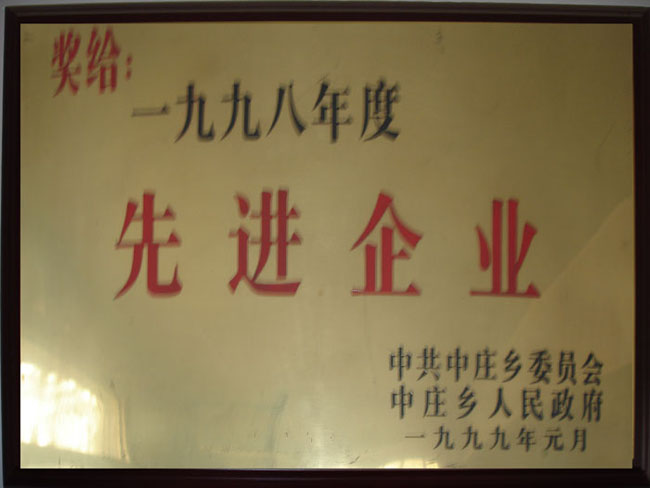 奖给:
一九九八年度
先进企业
中共中庄乡委员会
中庄乡人民政府
一九九九年元月